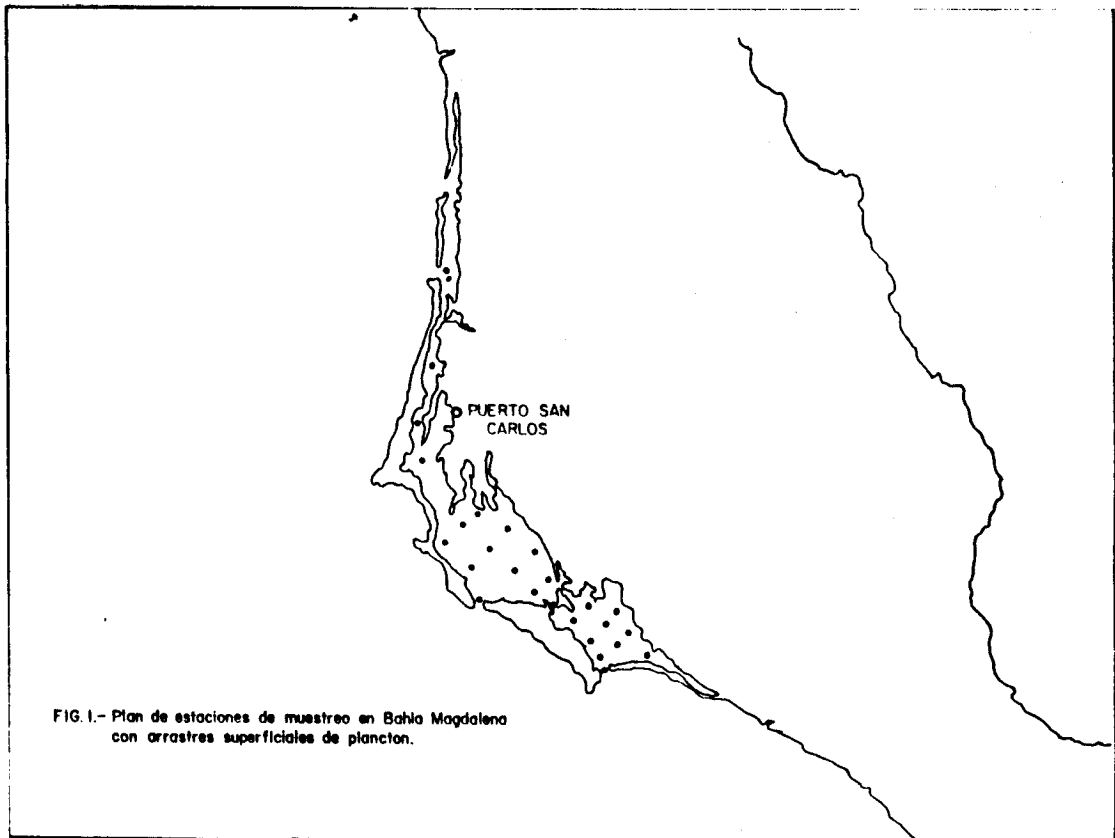 PUERTO SAN
CARLOS
FIG. 1.- Plan de estaciones de muestreo en Bahia Magdalena
con arrastres superficiales de plancton.